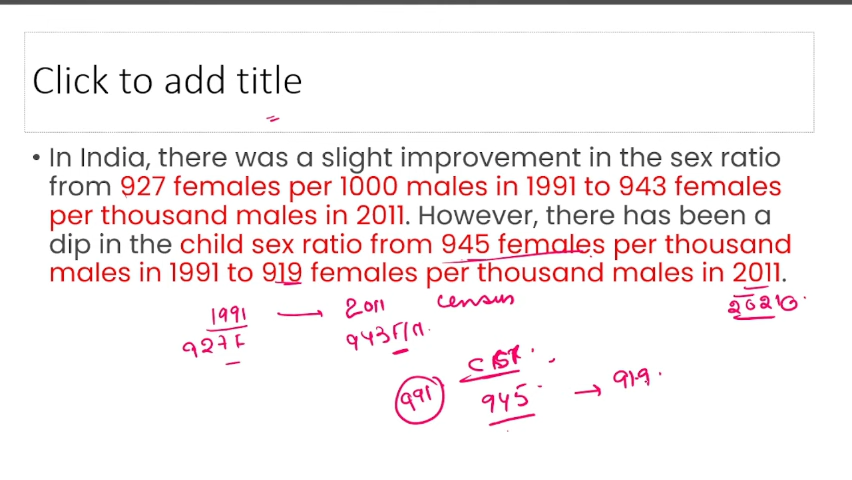 Click to add title
• In India, there was a slight improvement in the sex ratio
from 927 females per 1000 males in 1991 to 943 females
per thousand males in 2011. However, there has been a
dip in the child sex ratio from 945 females per thousand
males in 1991 to 919 females per thousand males in 2011.
1991 — 2011 census
927F 943F/M.
CSR
991 945 → 919.